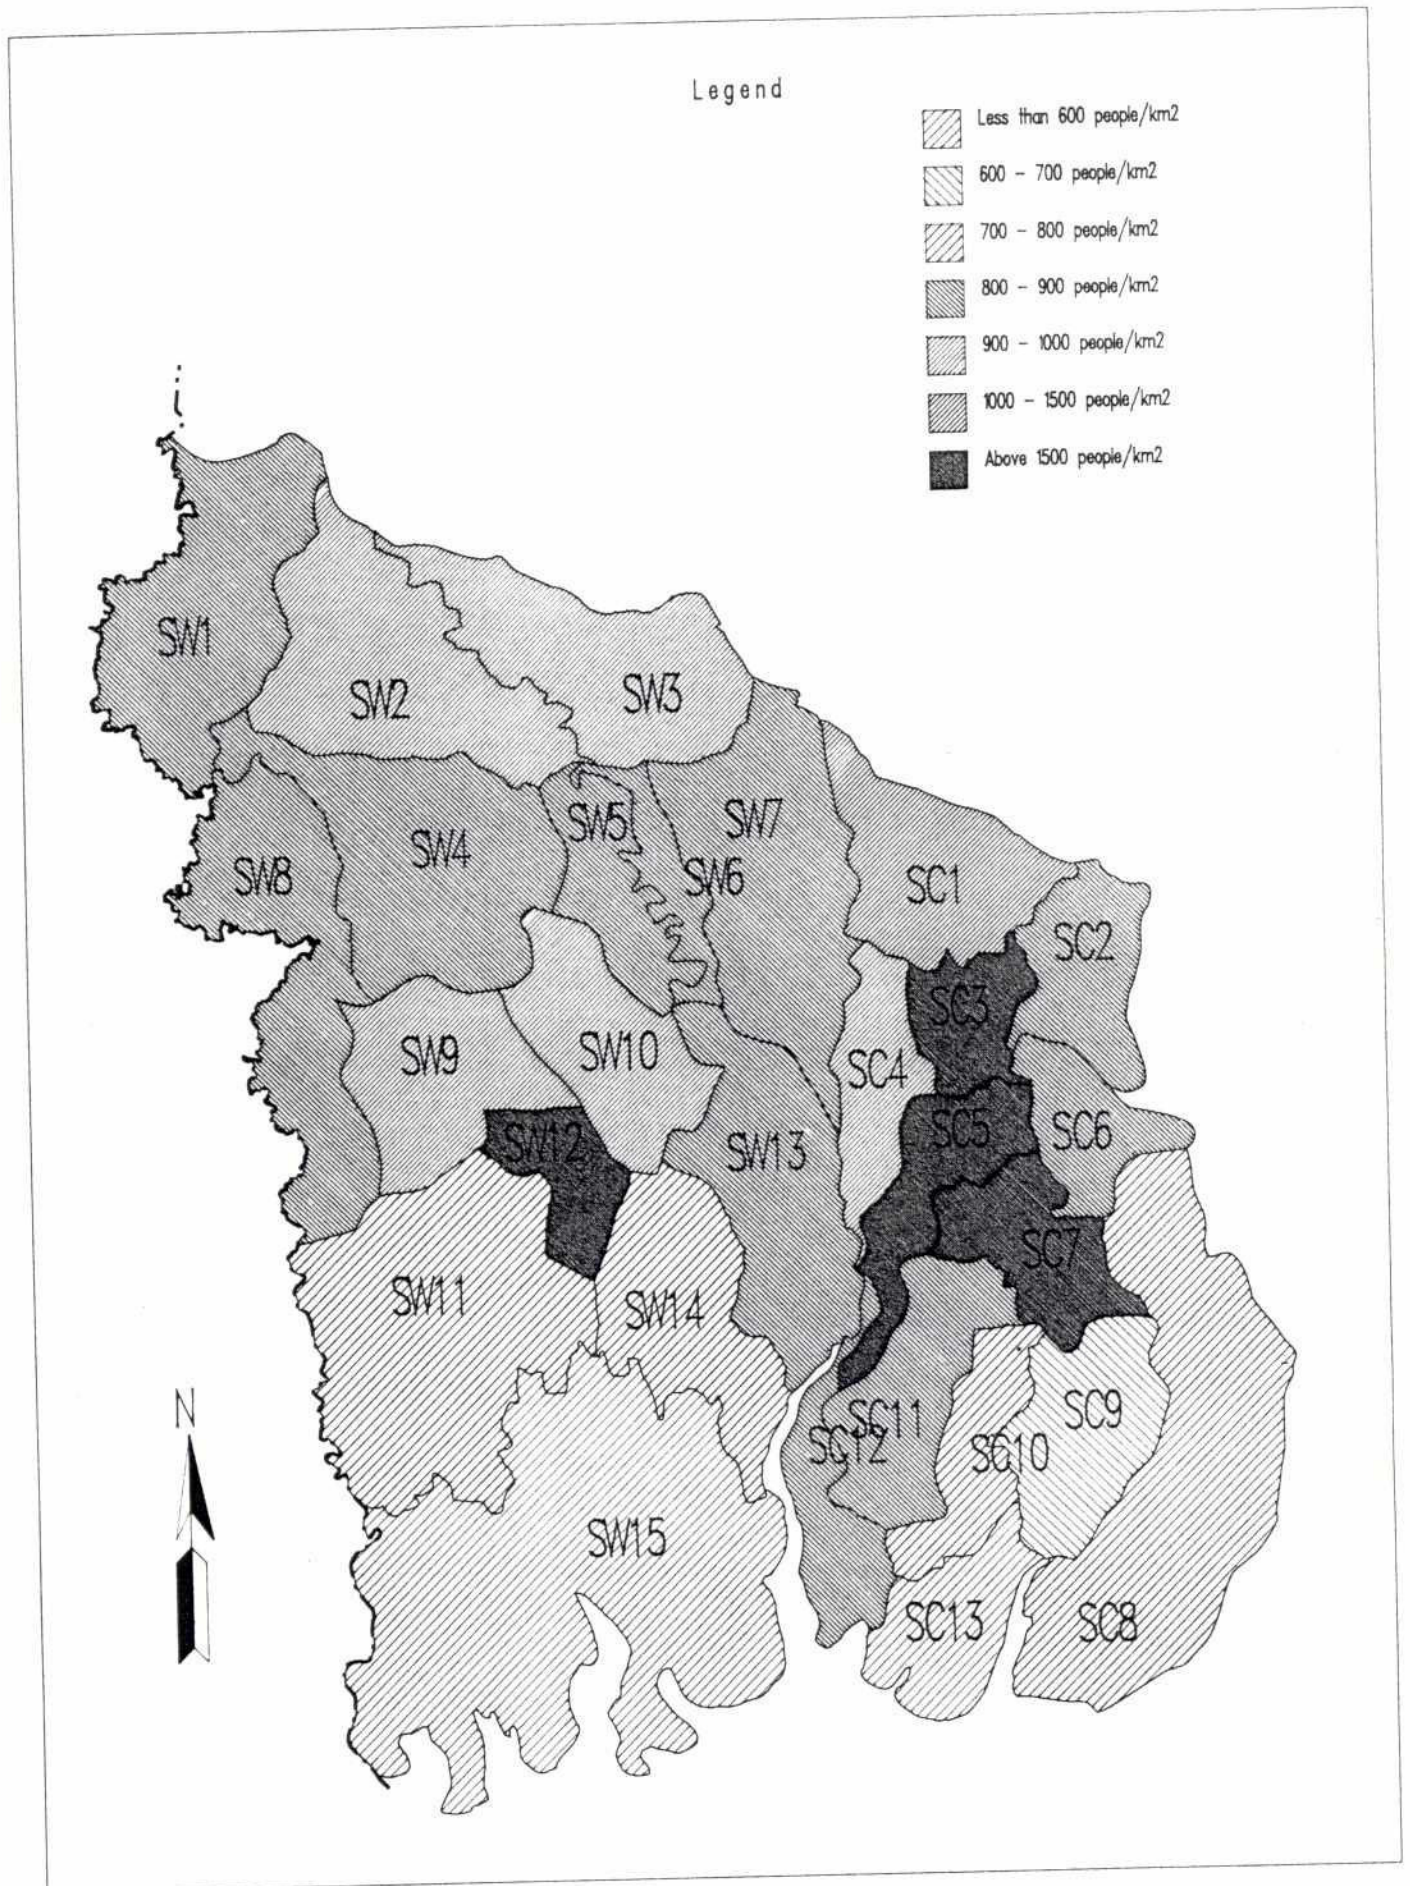 Legend
Less than 600 people/km2
600 - 700 people/km2
700 - 800 people/km2
800 - 900 people/km2
900 - 1000 people/km2
1000 - 1500 people/km2
Above 1500 people/km2
SW1
SW2
SW3
SW4
SW5
SW6
SW7
SW8
SC1
SC2
SC3
SC4
SW9
SW10
SW12
SW13
SC5
SC6
SC7
SW11
SW14
SC9
SC11
SC12
SC10
N
SW15
SC13
SC8